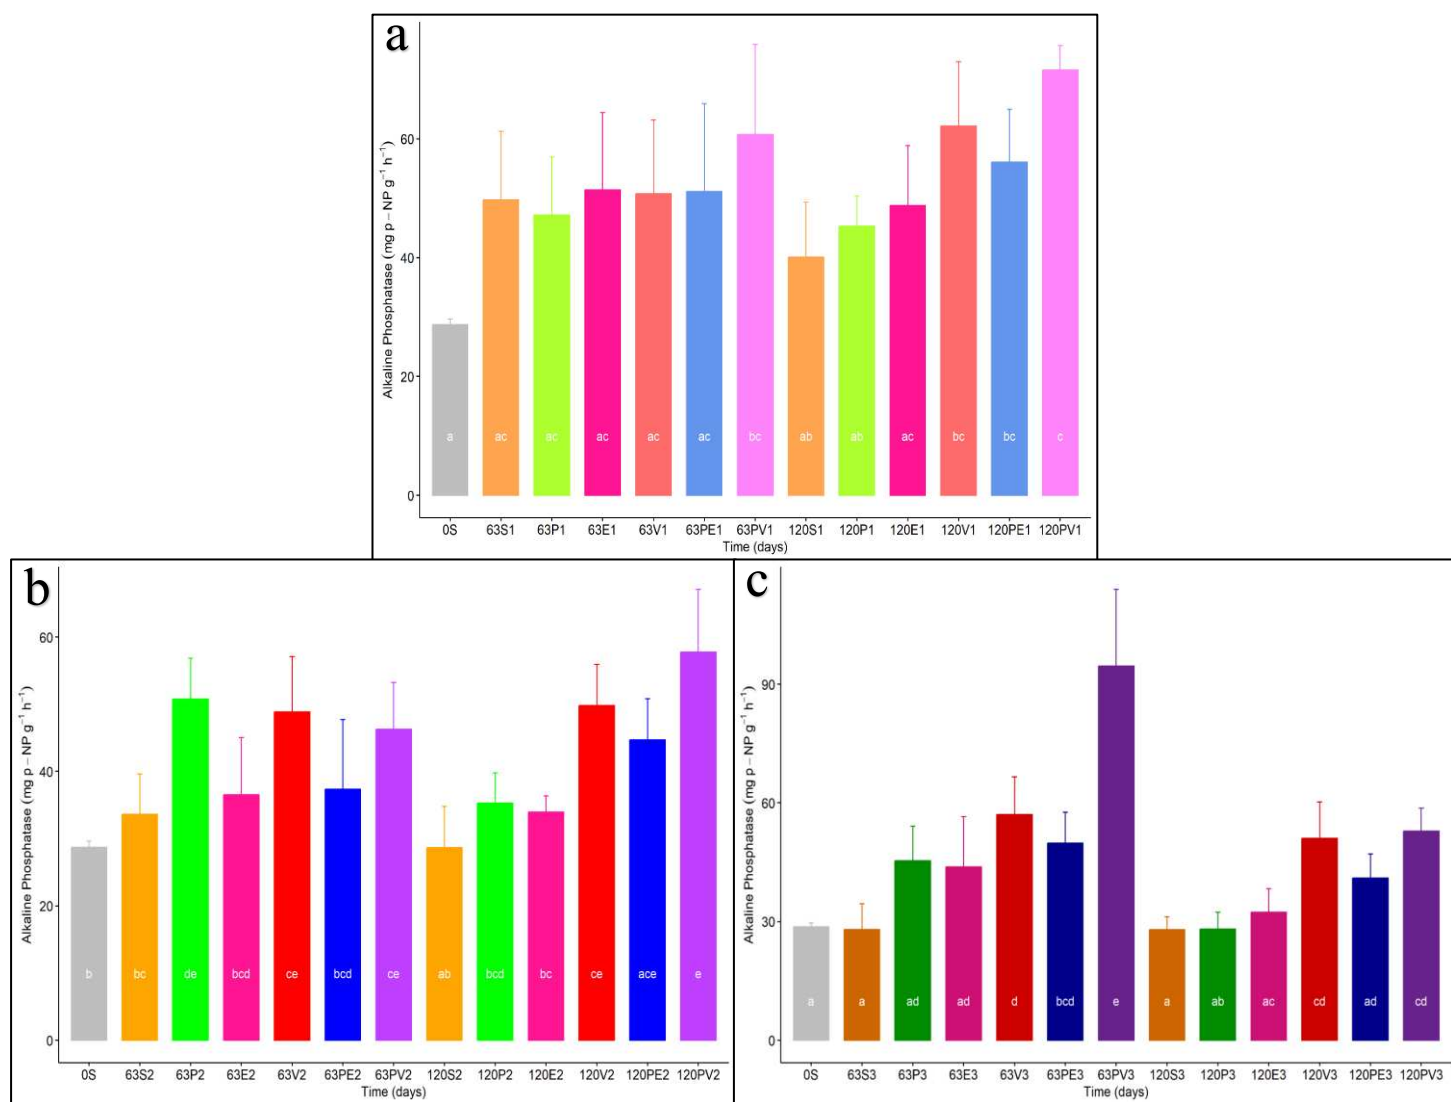 a
Alkaline Phosphatase (mg p − NP g⁻¹ h⁻¹)
60
40
20
0
a ac ac ac ac ac bc ab ab ac bc bc c
0S 63S1 63P1 63E1 63V1 63PE1 63PV1 120S1 120P1 120E1 120V1 120PE1 120PV1
Time (days)
b
Alkaline Phosphatase (mg p − NP g⁻¹ h⁻¹)
60
40
20
0
b bc de bcd ce bcd ce ab bcd bc ce ace e
0S 63S2 63P2 63E2 63V2 63PE2 63PV2 120S2 120P2 120E2 120V2 120PE2 120PV2
Time (days)
c
Alkaline Phosphatase (mg p − NP g⁻¹ h⁻¹)
90
60
30
0
a a ad ad d bcd e a ab ac cd ad cd
0S 63S3 63P3 63E3 63V3 63PE3 63PV3 120S3 120P3 120E3 120V3 120PE3 120PV3
Time (days)